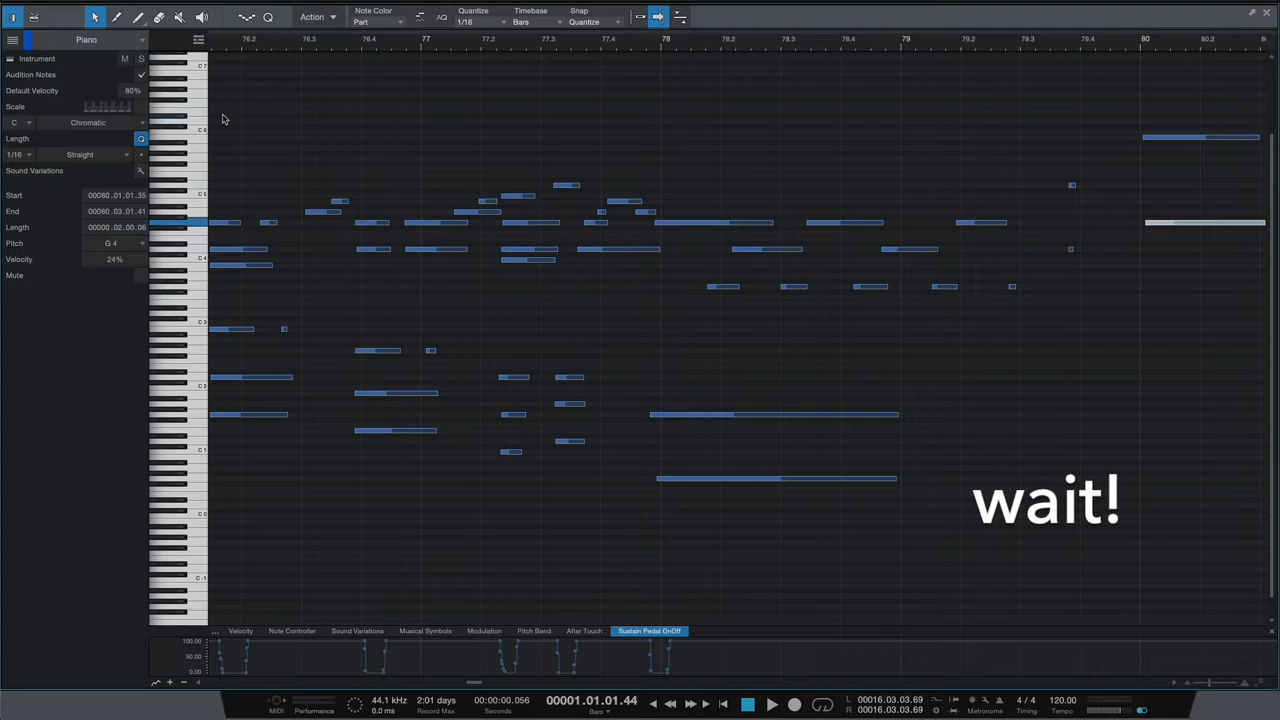 Action
Note Color
Part
AQ
Quantize
1/16
Timebase
Bars
Snap
Quantize
Piano
76.2 76.3 76.4 77 77.2 77.3 77.4 78 78.3 78.4 79 79.2 79.3 79.4 80 80.2
Instrument M S
Audition Notes
Default Velocity 80%
Scale
C Chromatic
Length Q
1/16 Straight
Sound Variations
Start 00080.01.01.35
End 00080.03.01.41
Length 00000.02.00.06
Pitch G 4
Velocity 24%
Mute
C 7
C 6
C 5
C 4
C 3
C 2
C 1
C 0
C -1
wait!
... Velocity Note Controller Sound Variations Musical Symbols Modulation Pitch Bend After Touch Sustain Pedal OnOff
100.00
50.00
0.00
MIDI
Performance
44.1 kHz
0.0 ms
2:01 days
Record Max
00:00:03.056
Seconds
00001.01.01.44
Bars
L 00016.03.03.69
R 00016.03.03.69
Metronome
4 / 4
Timing
120.00
Tempo